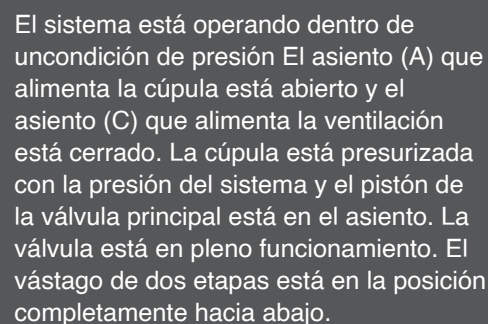 El sistema está operando dentro de
uncondición de presión El asiento (A) que
alimenta la cúpula está abierto y el
asiento (C) que alimenta la ventilación
está cerrado. La cúpula está presurizada
con la presión del sistema y el pistón de
la válvula principal está en el asiento. La
válvula está en pleno funcionamiento. El
vástago de dos etapas está en la posición
completamente hacia abajo.